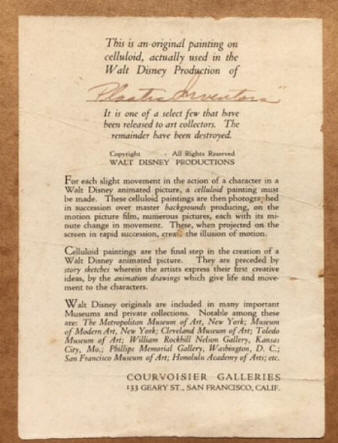 This is an original painting on
celluloid, actually used in the
Walt Disney Production of
Plastic Inventor"
It is one of a select few that have
been released to art collectors. The
remainder have been destroyed.
Copyright - All Rights Reserved
WALT DISNEY PRODUCTIONS
For each slight movement in the action of a character in a
Walt Disney animated picture, a celluloid painting must
be made. These celluloid paintings are then photographed
in succession over master backgrounds producing, on the
motion picture film, numerous pictures, each with its mi-
nute change in movement. These, when projected on the
screen in rapid succession, create the illusion of motion.
Celluloid paintings are the final step in the creation of a
Walt Disney animated picture. They are preceded by
story sketches wherein the artists express their first creative
ideas, by the animation drawings which give life and move-
ment to the characters.
Walt Disney originals are included in many important
Museums and private collections. Notable among these
are: The Metropolitan Museum of Art, New York; Museum
of Modern Art, New York; Cleveland Museum of Art; Toledo
Museum of Art; William Rockhill Nelson Gallery, Kansas
City, Mo.; Phillips Memorial Gallery, Washington, D. C.;
San Francisco Museum of Art; Honolulu Academy of Arts; etc.
COURVOISIER GALLERIES
133 GEARY ST., SAN FRANCISCO, CALIF.